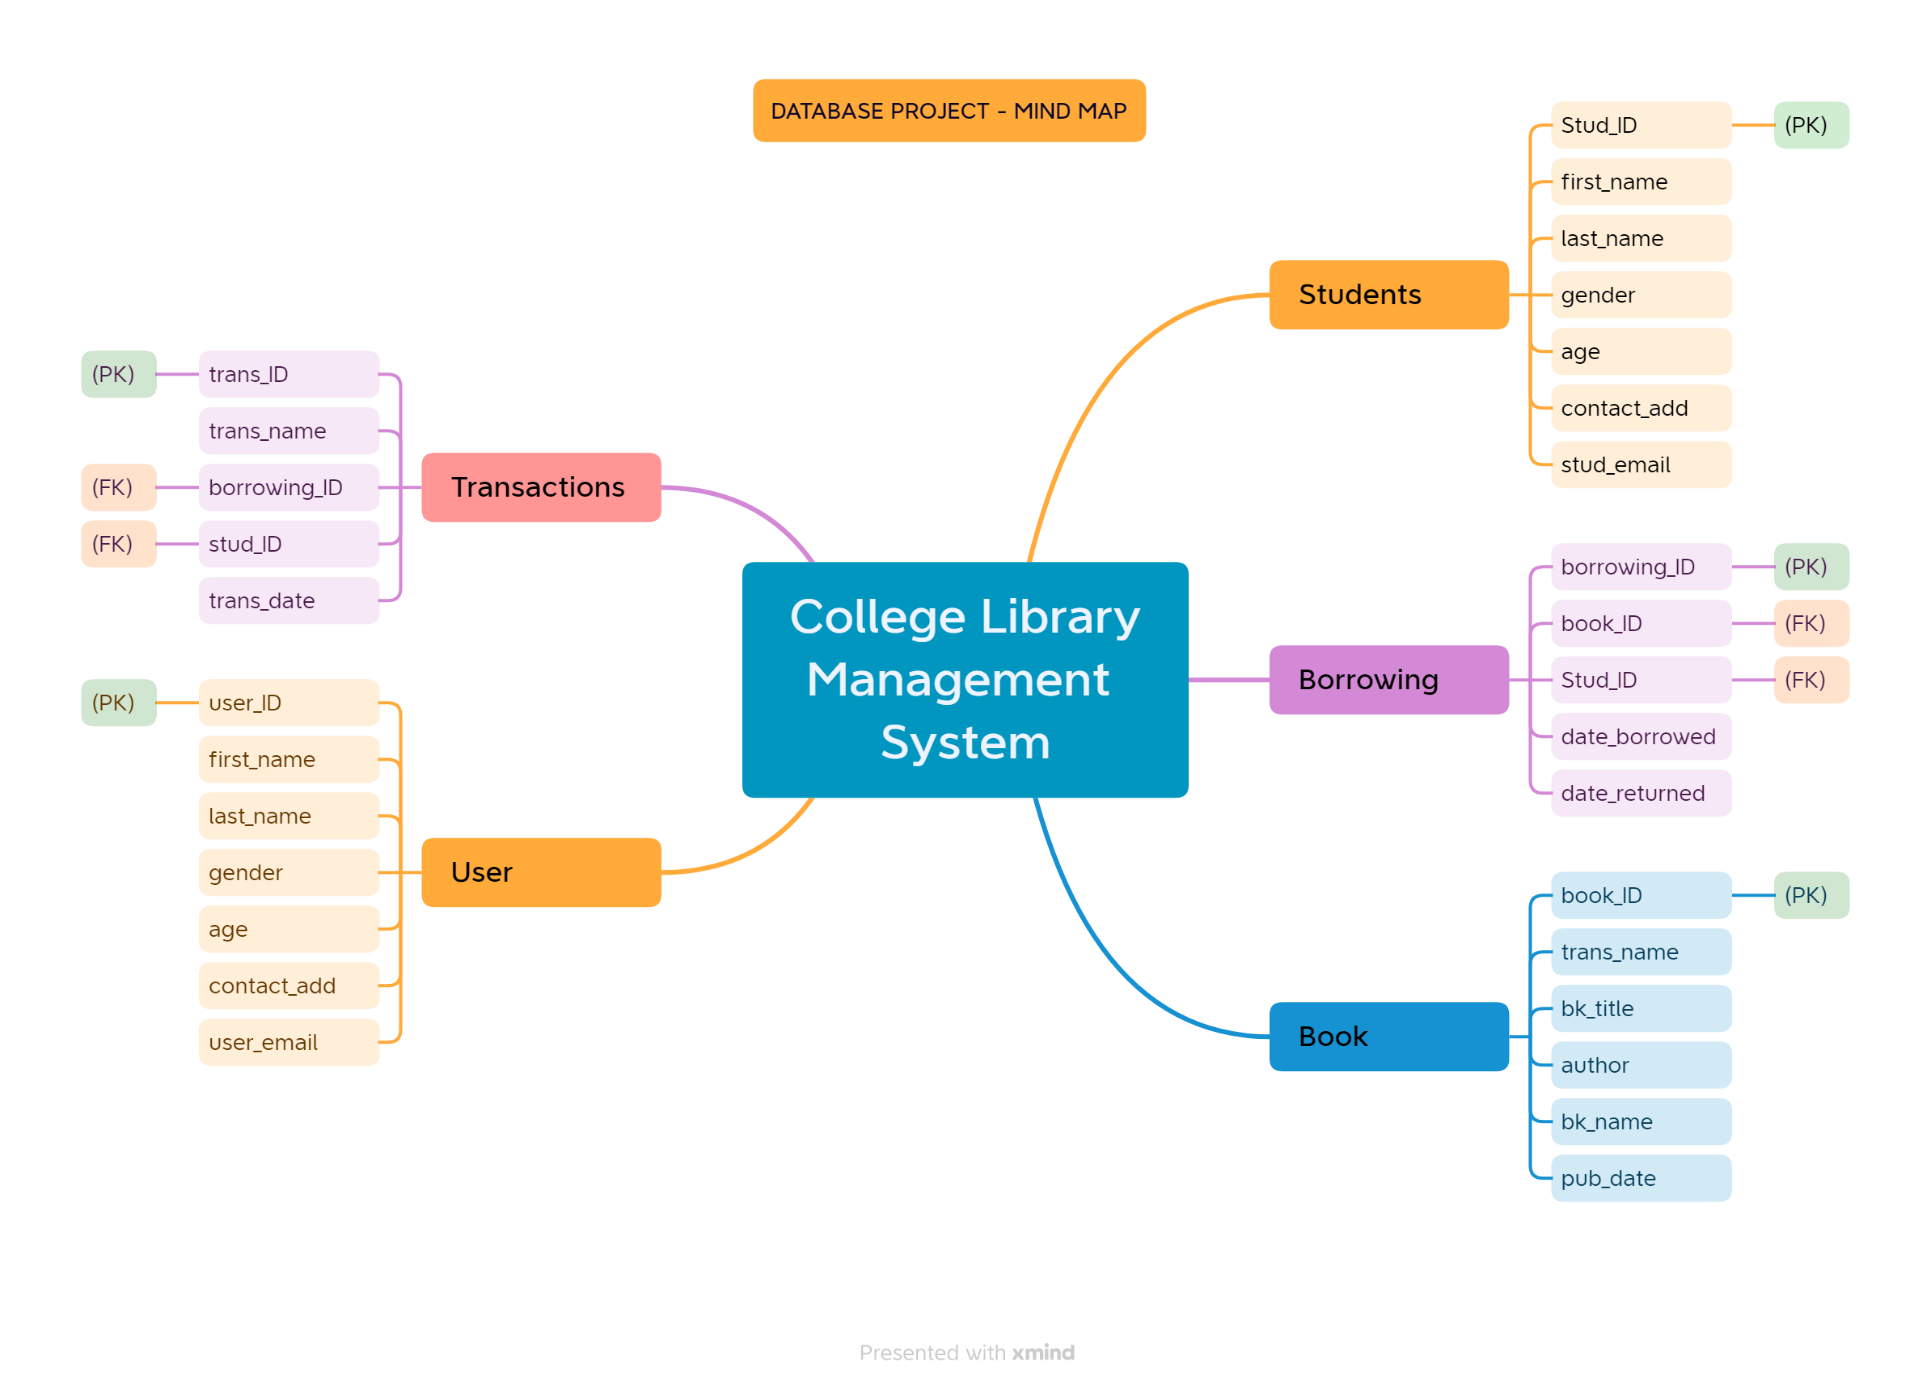 DATABASE PROJECT - MIND MAP
College Library
Management
System
Students
Stud_ID
(PK)
first_name
last_name
gender
age
contact_add
stud_email
Borrowing
borrowing_ID
(PK)
book_ID
(FK)
Stud_ID
(FK)
date_borrowed
date_returned
Book
book_ID
(PK)
trans_name
bk_title
author
bk_name
pub_date
Transactions
(PK)
trans_ID
trans_name
(FK)
borrowing_ID
(FK)
stud_ID
trans_date
User
(PK)
user_ID
first_name
last_name
gender
age
contact_add
user_email
Presented with xmind